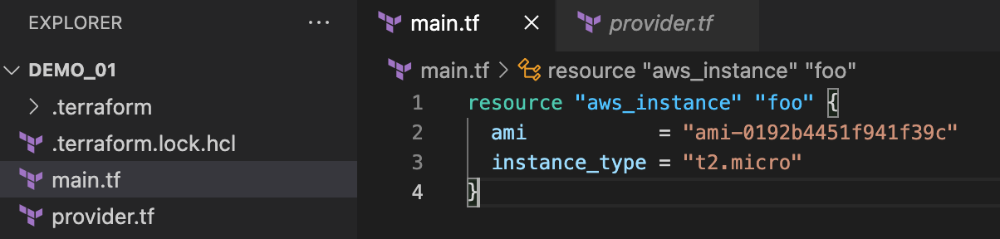 EXPLORER ...
DEMO_01
.terraform
.terraform.lock.hcl
main.tf
provider.tf
main.tf provider.tf
main.tf > resource "aws_instance" "foo"
1 resource "aws_instance" "foo" {
2 ami = "ami-0192b4451f941f39c"
3 instance_type = "t2.micro"
4 }